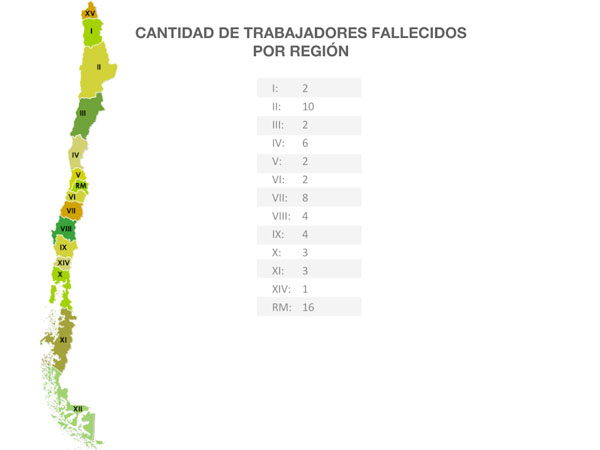 CANTIDAD DE TRABAJADORES FALLECIDOS
POR REGIÓN
I: 2
II: 10
III: 2
IV: 6
V: 2
VI: 2
VII: 8
VIII: 4
IX: 4
X: 3
XI: 3
XIV: 1
RM: 16
XV
I
II
III
IV
V
RM
VI
VII
VIII
IX
XIV
X
XI
XII